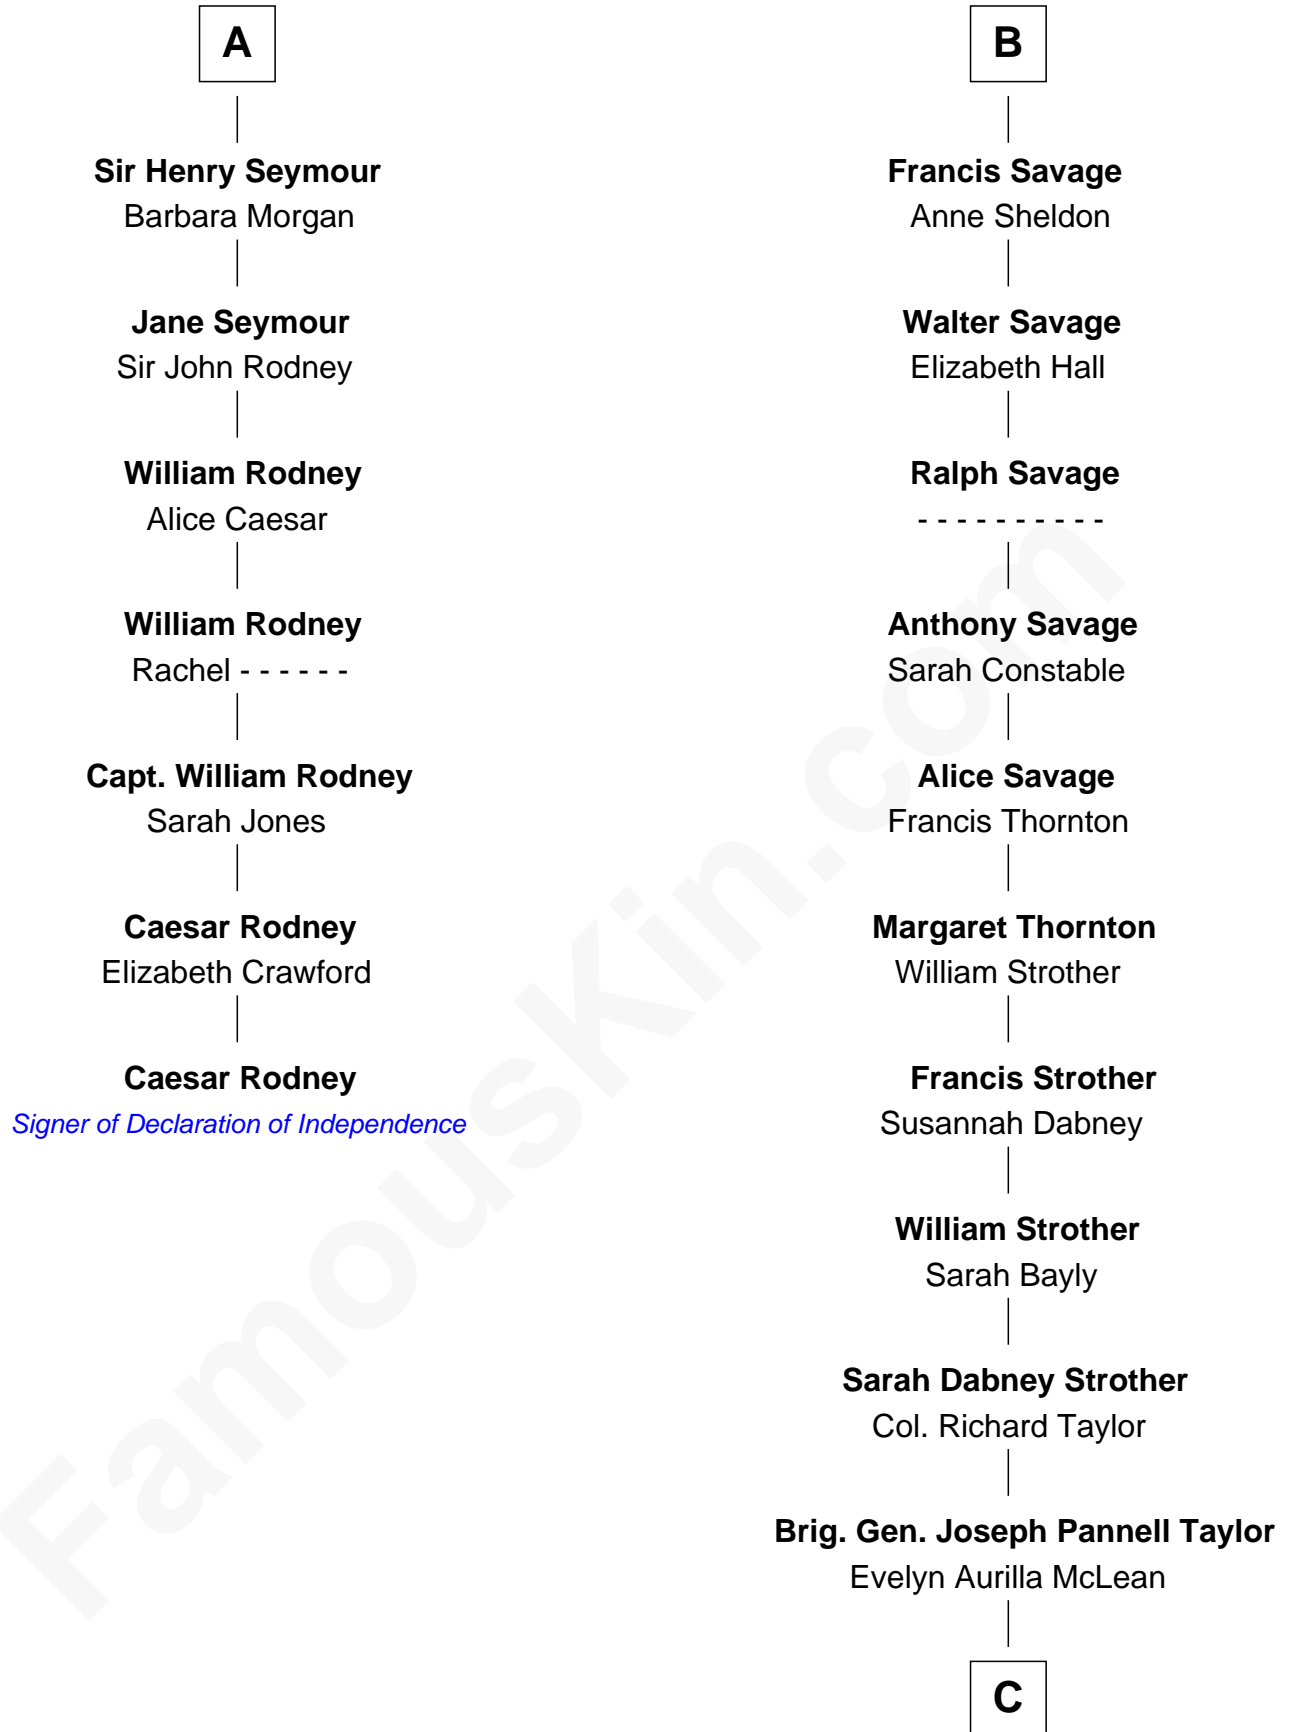 A
Sir Henry Seymour
Barbara Morgan
Jane Seymour
Sir John Rodney
William Rodney
Alice Caesar
William Rodney
Rachel - - - - - -
Capt. William Rodney
Sarah Jones
Caesar Rodney
Elizabeth Crawford
Caesar Rodney
Signer of Declaration of Independence
B
Francis Savage
Anne Sheldon
Walter Savage
Elizabeth Hall
Ralph Savage
- - - - - - - - - -
Anthony Savage
Sarah Constable
Alice Savage
Francis Thornton
Margaret Thornton
William Strother
Francis Strother
Susannah Dabney
William Strother
Sarah Bayly
Sarah Dabney Strother
Col. Richard Taylor
Brig. Gen. Joseph Pannell Taylor
Evelyn Aurilla McLean
C
FamousKin.com